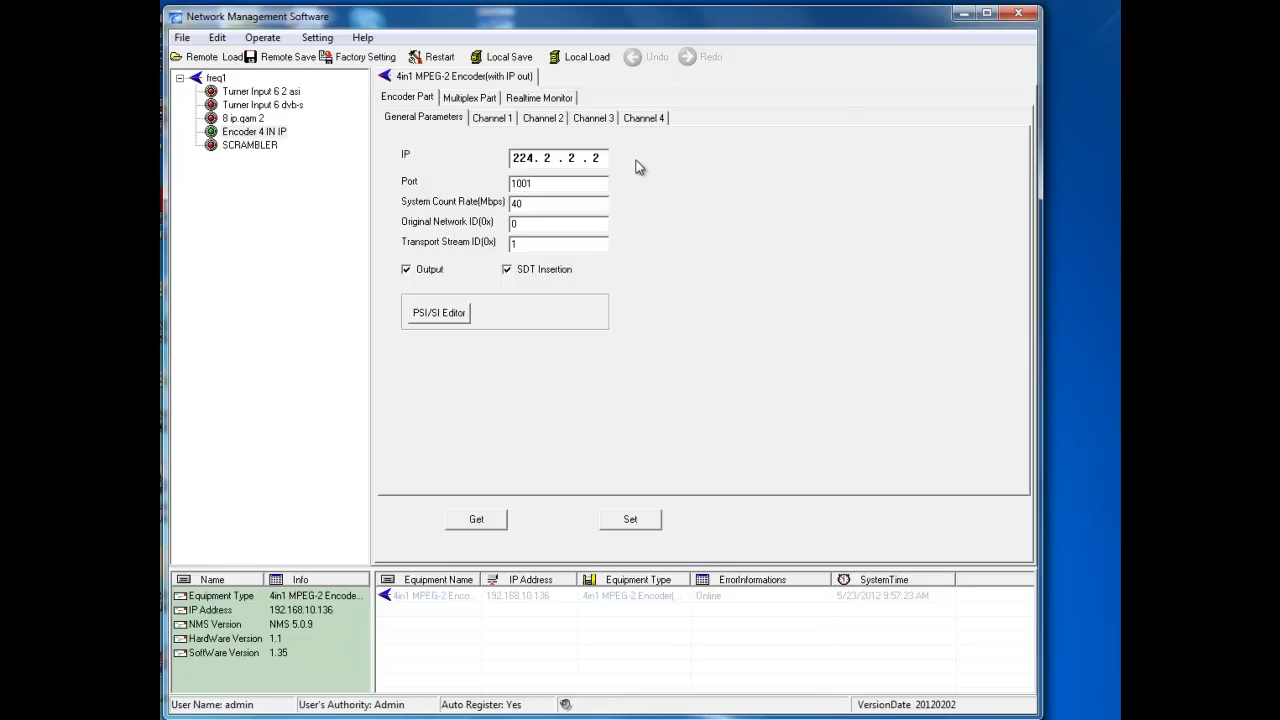 Network Management Software
File Edit Operate Setting Help
Remote Load Remote Save Factory Setting Restart Local Save Local Load Undo Redo
freq1
Turner Input 6 2 asi
Turner Input 6 dvb-s
8 ip.qam 2
Encoder 4 IN IP
SCRAMBLER
4in1 MPEG-2 Encoder(with IP out)
Encoder Part Multiplex Part Realtime Monitor
General Parameters Channel 1 Channel 2 Channel 3 Channel 4
IP 224. 2 . 2 . 2
Port 1001
System Count Rate(Mbps) 40
Original Network ID(0x) 0
Transport Stream ID(0x) 1
Output SDT Insertion
PSI/SI Editor
Get Set
Name Info
Equipment Type 4in1 MPEG-2 Encode...
IP Address 192.168.10.136
NMS Version NMS 5.0.9
HardWare Version 1.1
SoftWare Version 1.35
Equipment Name IP Address Equipment Type ErrorInformations SystemTime
4in1 MPEG-2 Enco... 192.168.10.136 4in1 MPEG-2 Encoder(... Online 5/23/2012 9:57:23 AM
User Name: admin User's Authority: Admin Auto Register: Yes VersionDate 20120202